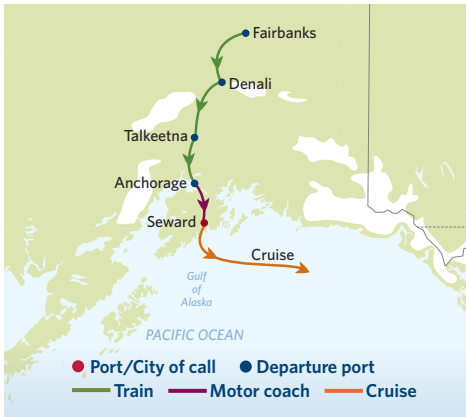 Fairbanks
Denali
Talkeetna
Anchorage
Seward
Cruise
Gulf
of
Alaska
PACIFIC OCEAN
Port/City of call Departure port
Train Motor coach Cruise